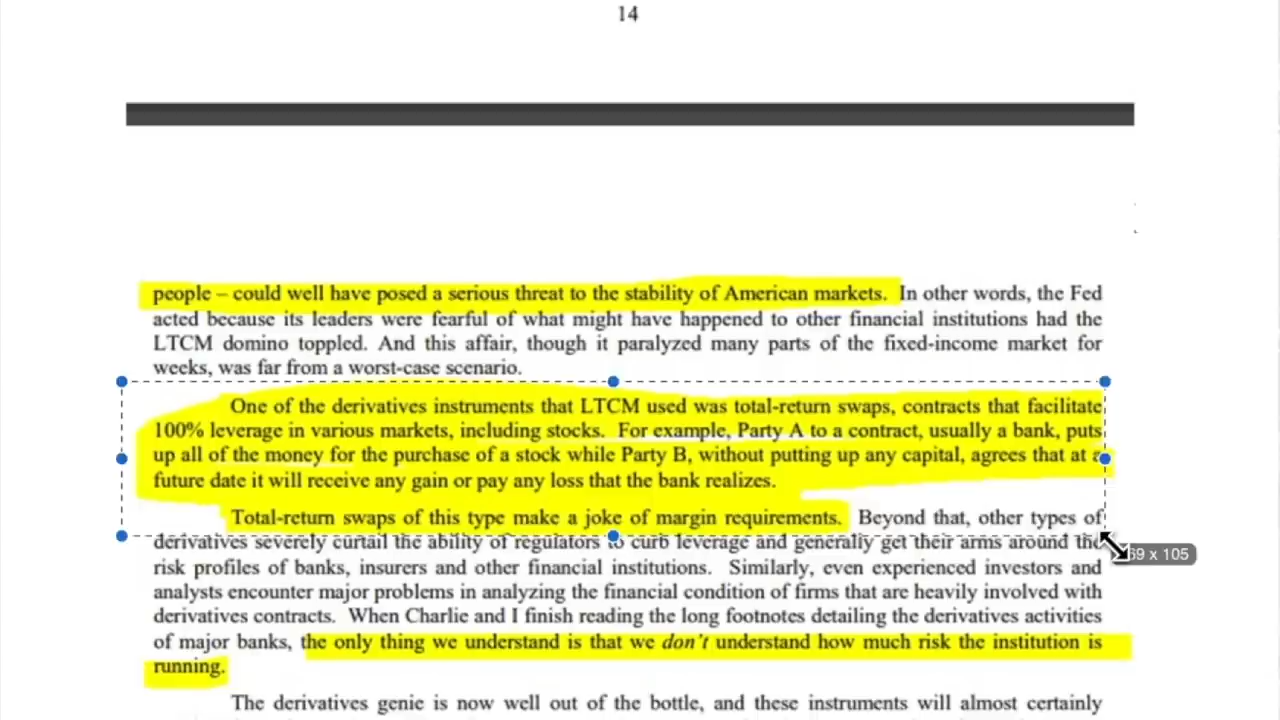 14
people – could well have posed a serious threat to the stability of American markets. In other words, the Fed
acted because its leaders were fearful of what might have happened to other financial institutions had the
LTCM domino toppled. And this affair, though it paralyzed many parts of the fixed-income market for
weeks, was far from a worst-case scenario.
One of the derivatives instruments that LTCM used was total-return swaps, contracts that facilitate
100% leverage in various markets, including stocks. For example, Party A to a contract, usually a bank, puts
up all of the money for the purchase of a stock while Party B, without putting up any capital, agrees that at a
future date it will receive any gain or pay any loss that the bank realizes.
Total-return swaps of this type make a joke of margin requirements. Beyond that, other types of
derivatives severely curtail the ability of regulators to curb leverage and generally get their arms around the
risk profiles of banks, insurers and other financial institutions. Similarly, even experienced investors and
analysts encounter major problems in analyzing the financial condition of firms that are heavily involved with
derivatives contracts. When Charlie and I finish reading the long footnotes detailing the derivatives activities
of major banks, the only thing we understand is that we don't understand how much risk the institution is
running.
The derivatives genie is now well out of the bottle, and these instruments will almost certainly